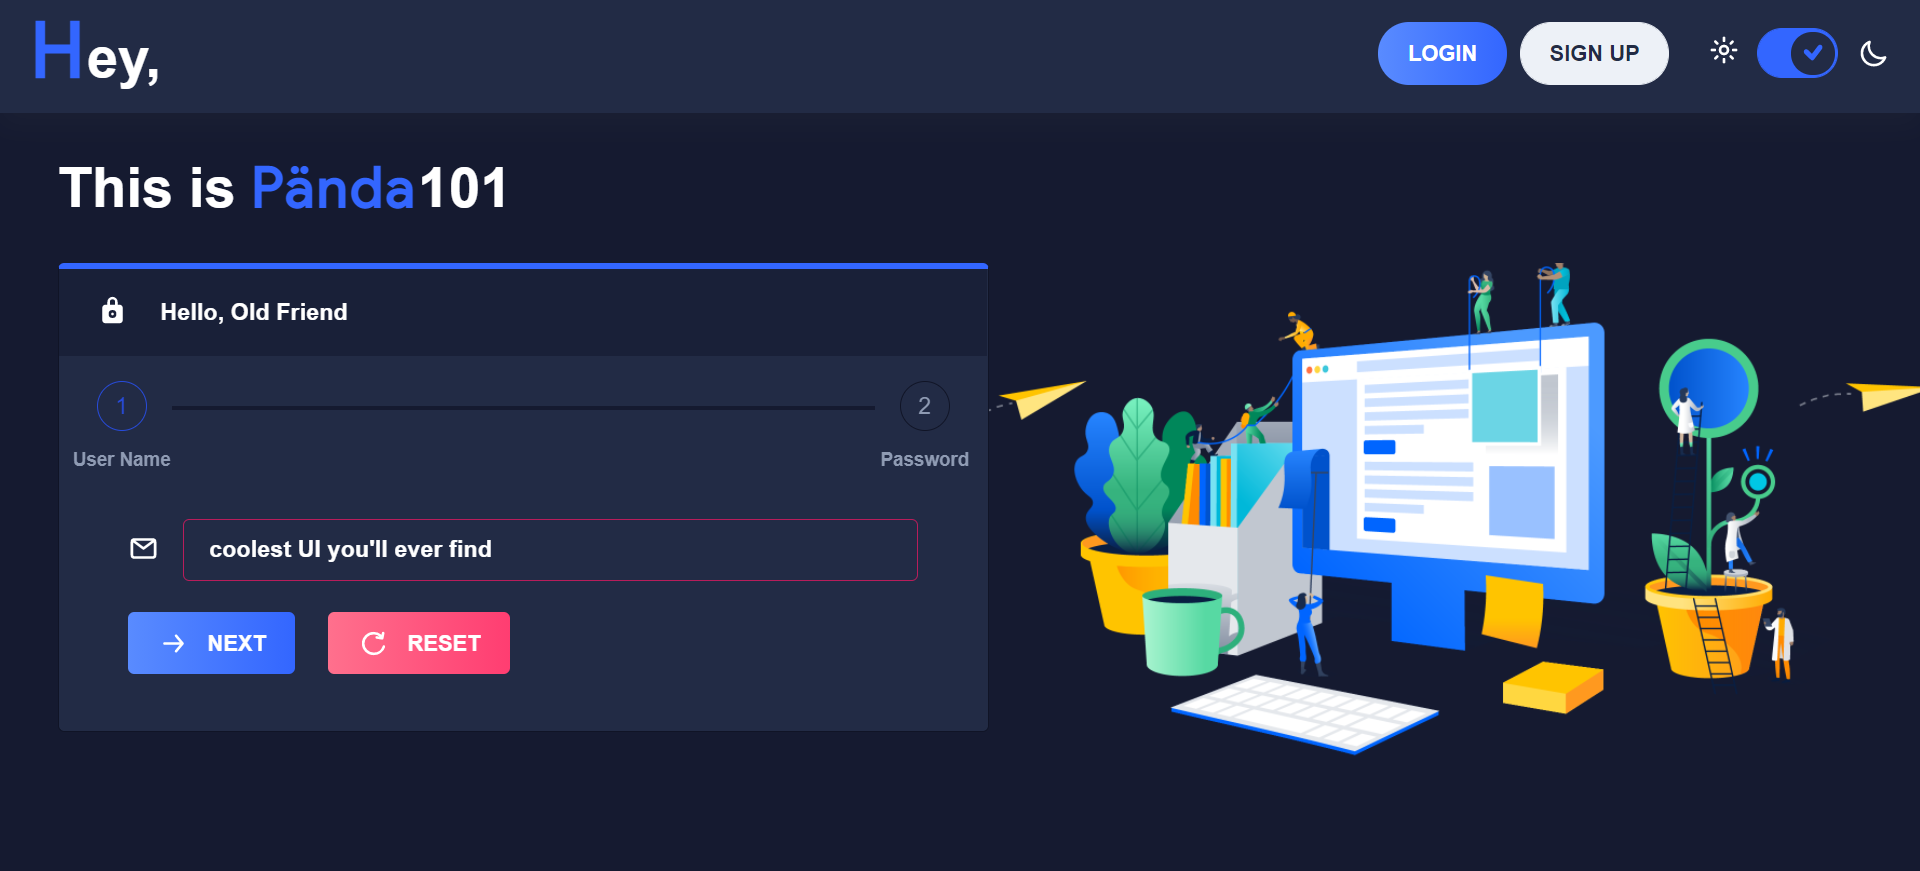 Hey,
LOGIN
SIGN UP
This is Pända101
Hello, Old Friend
1
2
User Name
Password
coolest UI you'll ever find
NEXT
RESET